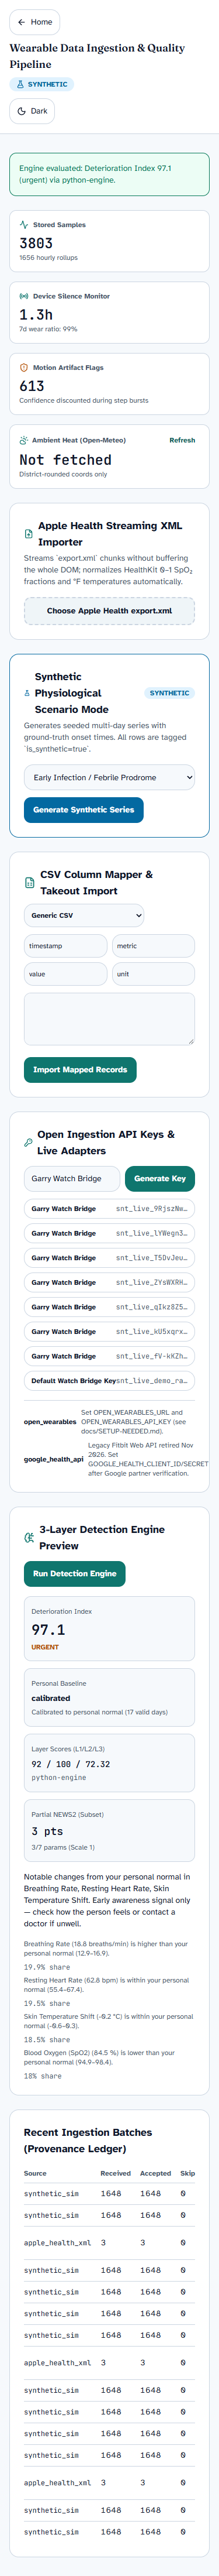 Home
Wearable Data Ingestion & Quality
Pipeline
SYNTHETIC
Dark
Engine evaluated: Deterioration Index 97.1
(urgent) via python-engine.
Stored Samples
3803
1656 hourly rollups
Device Silence Monitor
1.3h
7d wear ratio: 99%
Motion Artifact Flags
613
Confidence discounted during step bursts
Ambient Heat (Open-Meteo) Refresh
Not fetched
District-rounded coords only
Apple Health Streaming XML
Importer
Streams `export.xml` chunks without buffering
the whole DOM; normalizes HealthKit 0–1 SpO₂
fractions and °F temperatures automatically.
Choose Apple Health export.xml
Synthetic
Physiological
Scenario Mode
SYNTHETIC
Generates seeded multi-day series with
ground-truth onset times. All rows are tagged
`is_synthetic=true`.
Early Infection / Febrile Prodrome
Generate Synthetic Series
CSV Column Mapper &
Takeout Import
Generic CSV
timestamp metric
value unit
Import Mapped Records
Open Ingestion API Keys &
Live Adapters
Garry Watch Bridge Generate Key
Garry Watch Bridge snt_live_9RjszNw…
Garry Watch Bridge snt_live_lYWegn3…
Garry Watch Bridge snt_live_T5DvJeu…
Garry Watch Bridge snt_live_ZYsWXRH…
Garry Watch Bridge snt_live_qIkz8Z5…
Garry Watch Bridge snt_live_kU5xqrx…
Garry Watch Bridge snt_live_fV-kKZh…
Default Watch Bridge Key snt_live_demo_ra…
open_wearables Set OPEN_WEARABLES_URL and
OPEN_WEARABLES_API_KEY (see
docs/SETUP-NEEDED.md).
google_health_api Legacy Fitbit Web API retired Nov
2026. Set
GOOGLE_HEALTH_CLIENT_ID/SECRET
after Google partner verification.
3-Layer Detection Engine
Preview
Run Detection Engine
Deterioration Index
97.1
URGENT
Personal Baseline
calibrated
Calibrated to personal normal (17 valid days)
Layer Scores (L1/L2/L3)
92 / 100 / 72.32
python-engine
Partial NEWS2 (Subset)
3 pts
3/7 params (Scale 1)
Notable changes from your personal normal in
Breathing Rate, Resting Heart Rate, Skin
Temperature Shift. Early awareness signal only
— check how the person feels or contact a
doctor if unwell.
Breathing Rate (18.8 breaths/min) is higher than your
personal normal (12.9–16.9).
19.9% share
Resting Heart Rate (62.8 bpm) is within your personal
normal (55.4–67.4).
19.5% share
Skin Temperature Shift (-0.2 °C) is within your personal
normal (-0.6–0.3).
18.5% share
Blood Oxygen (SpO2) (84.5 %) is lower than your
personal normal (94.9–98.4).
18% share
Recent Ingestion Batches
(Provenance Ledger)
Source Received Accepted Skip
synthetic_sim 1648 1648 0
synthetic_sim 1648 1648 0
apple_health_xml 3 3 0
synthetic_sim 1648 1648 0
synthetic_sim 1648 1648 0
synthetic_sim 1648 1648 0
synthetic_sim 1648 1648 0
apple_health_xml 3 3 0
synthetic_sim 1648 1648 0
synthetic_sim 1648 1648 0
synthetic_sim 1648 1648 0
synthetic_sim 1648 1648 0
apple_health_xml 3 3 0
synthetic_sim 1648 1648 0
synthetic_sim 1648 1648 0